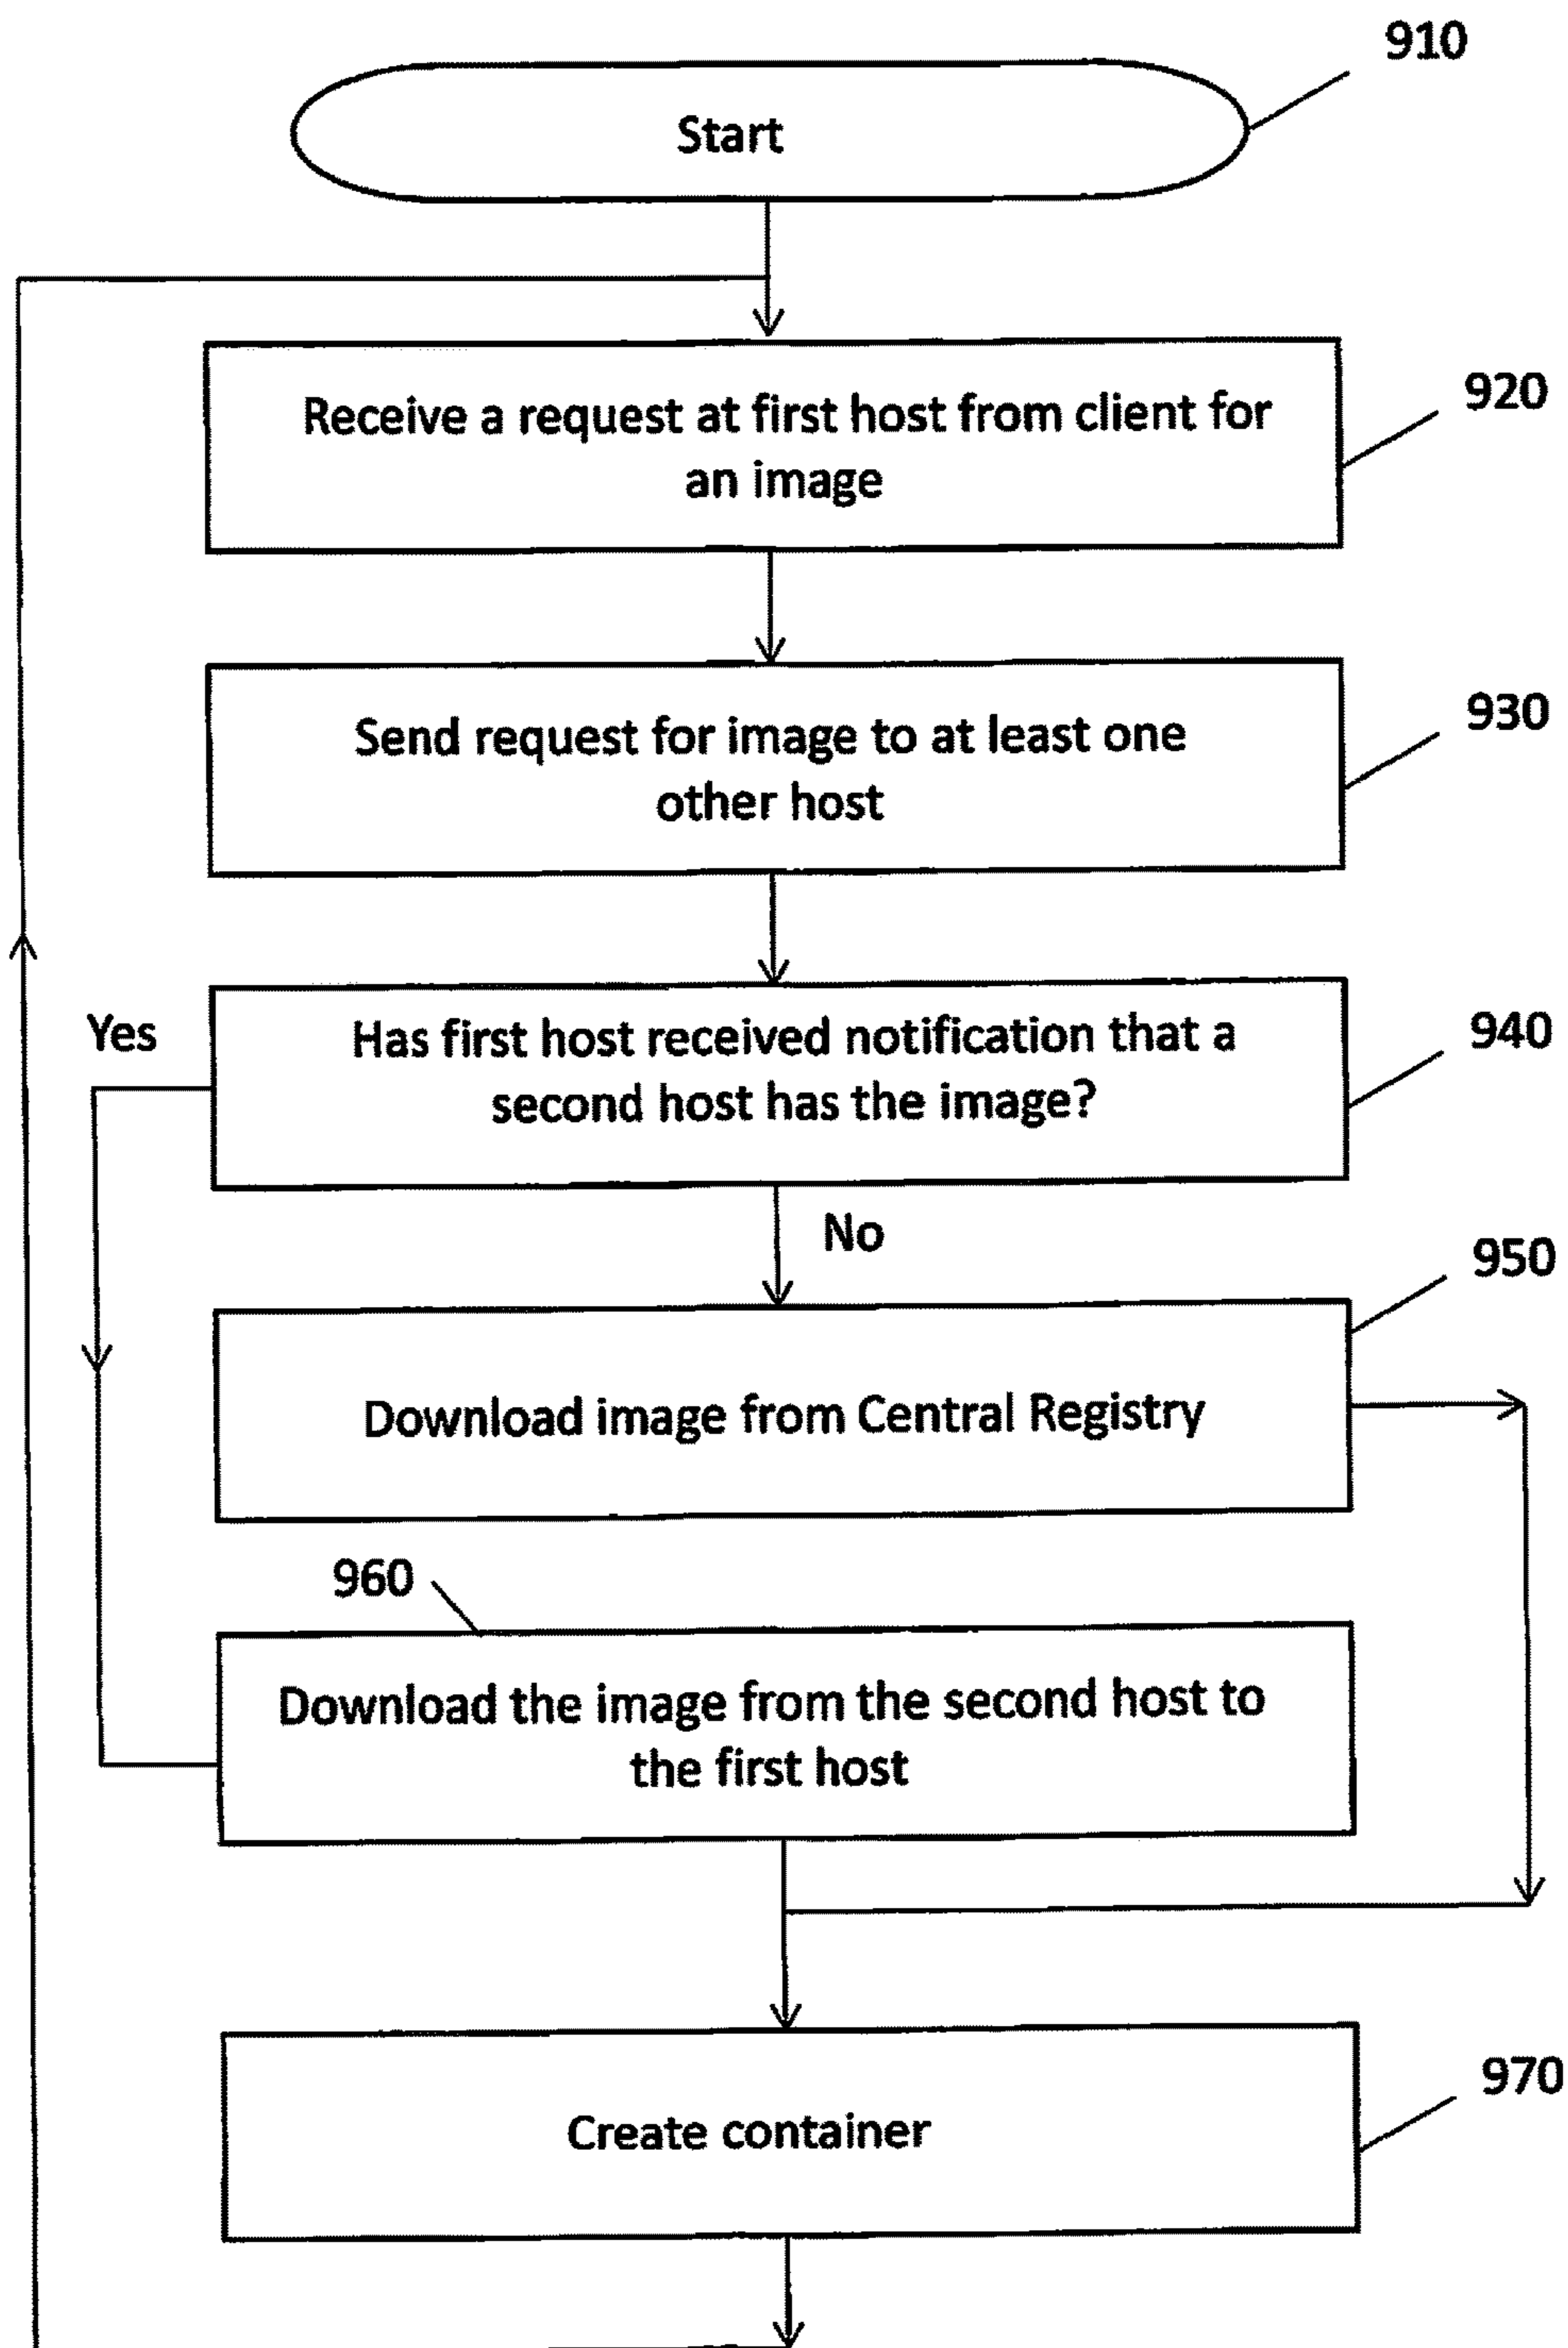 910
Start
920
Receive a request at first host from client for
an image
930
Send request for image to at least one
other host
940
Yes
Has first host received notification that a
second host has the image?
No
950
Download image from Central Registry
960
Download the image from the second host to
the first host
970
Create container